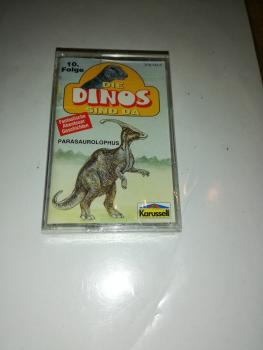 10.
Folge
DIE
DINOS
SIND DA
Fantastische
Abenteuer
Geschichten
PARASAUROLOPHUS
Karussell